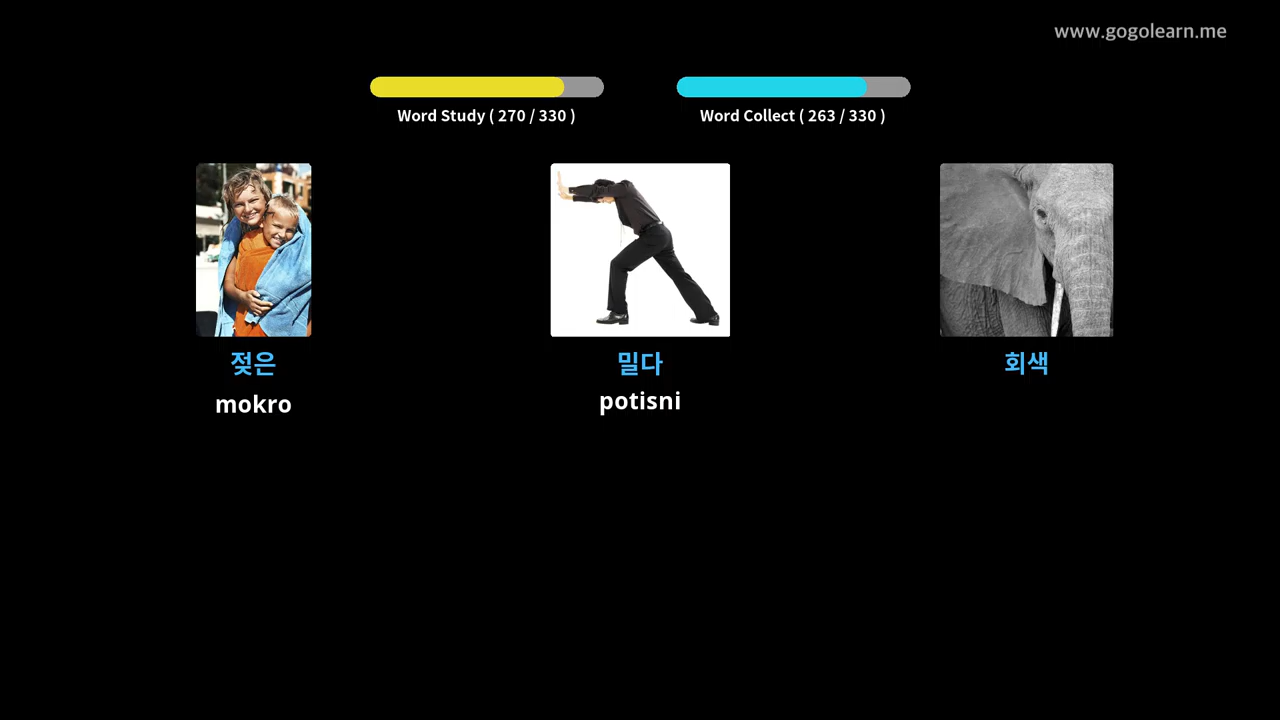 www.gogolearn.me
Word Study ( 270 / 330 )
Word Collect ( 263 / 330 )
젖은
밀다
회색
mokro
potisni